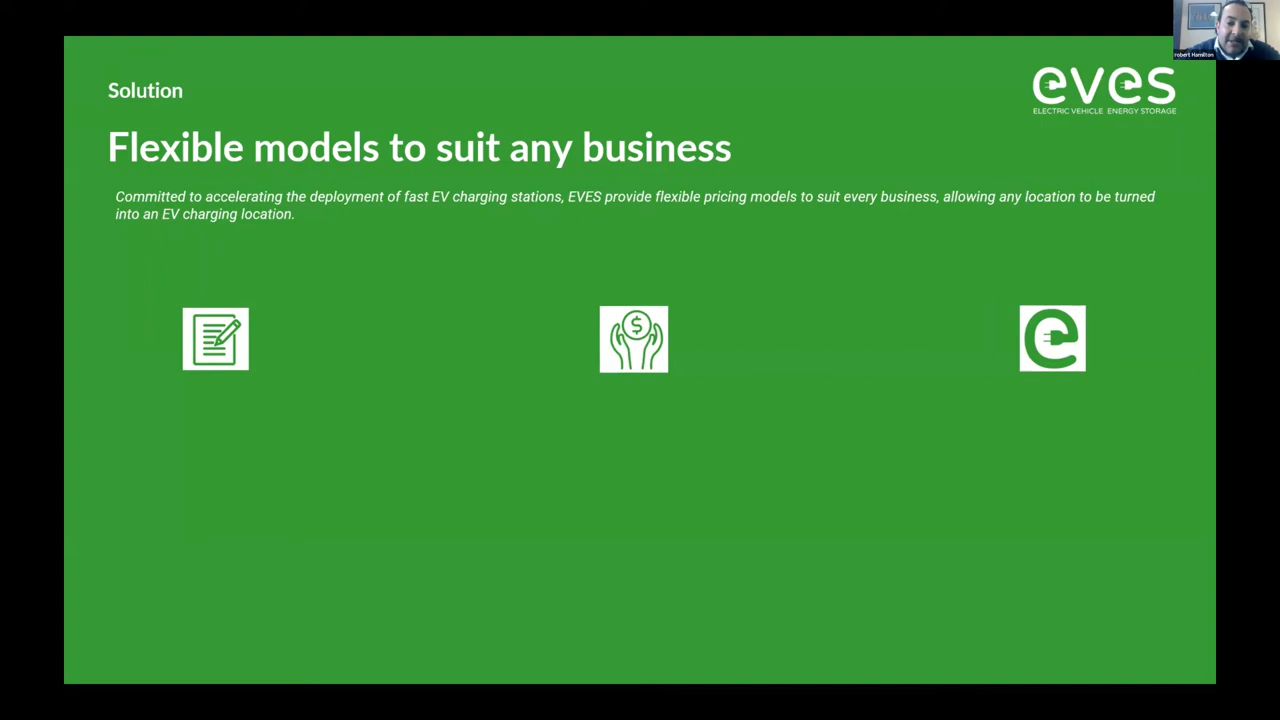 robert Hamilton
Solution
eves
ELECTRIC VEHICLE ENERGY STORAGE
Flexible models to suit any business
Committed to accelerating the deployment of fast EV charging stations, EVES provide flexible pricing models to suit every business, allowing any location to be turned
into an EV charging location.
$
e